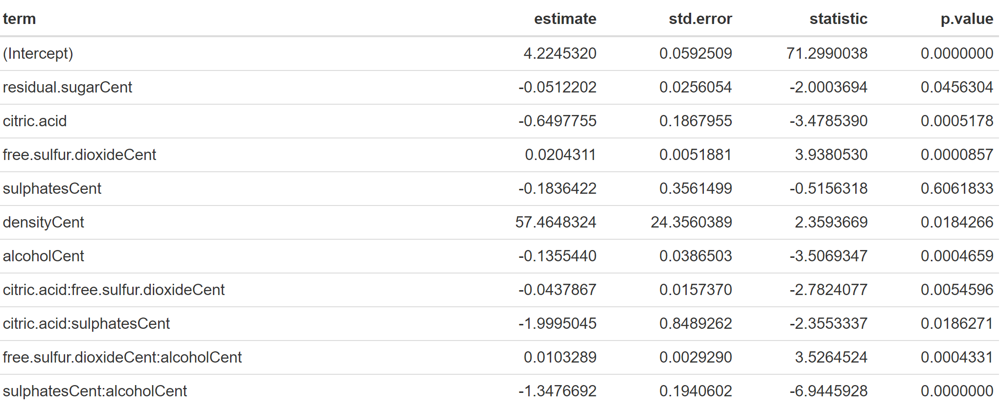 term estimate std.error statistic p.value
(Intercept) 4.2245320 0.0592509 71.2990038 0.0000000
residual.sugarCent -0.0512202 0.0256054 -2.0003694 0.0456304
citric.acid -0.6497755 0.1867955 -3.4785390 0.0005178
free.sulfur.dioxideCent 0.0204311 0.0051881 3.9380530 0.0000857
sulphatesCent -0.1836422 0.3561499 -0.5156318 0.6061833
densityCent 57.4648324 24.3560389 2.3593669 0.0184266
alcoholCent -0.1355440 0.0386503 -3.5069347 0.0004659
citric.acid:free.sulfur.dioxideCent -0.0437867 0.0157370 -2.7824077 0.0054596
citric.acid:sulphatesCent -1.9995045 0.8489262 -2.3553337 0.0186271
free.sulfur.dioxideCent:alcoholCent 0.0103289 0.0029290 3.5264524 0.0004331
sulphatesCent:alcoholCent -1.3476692 0.1940602 -6.9445928 0.0000000